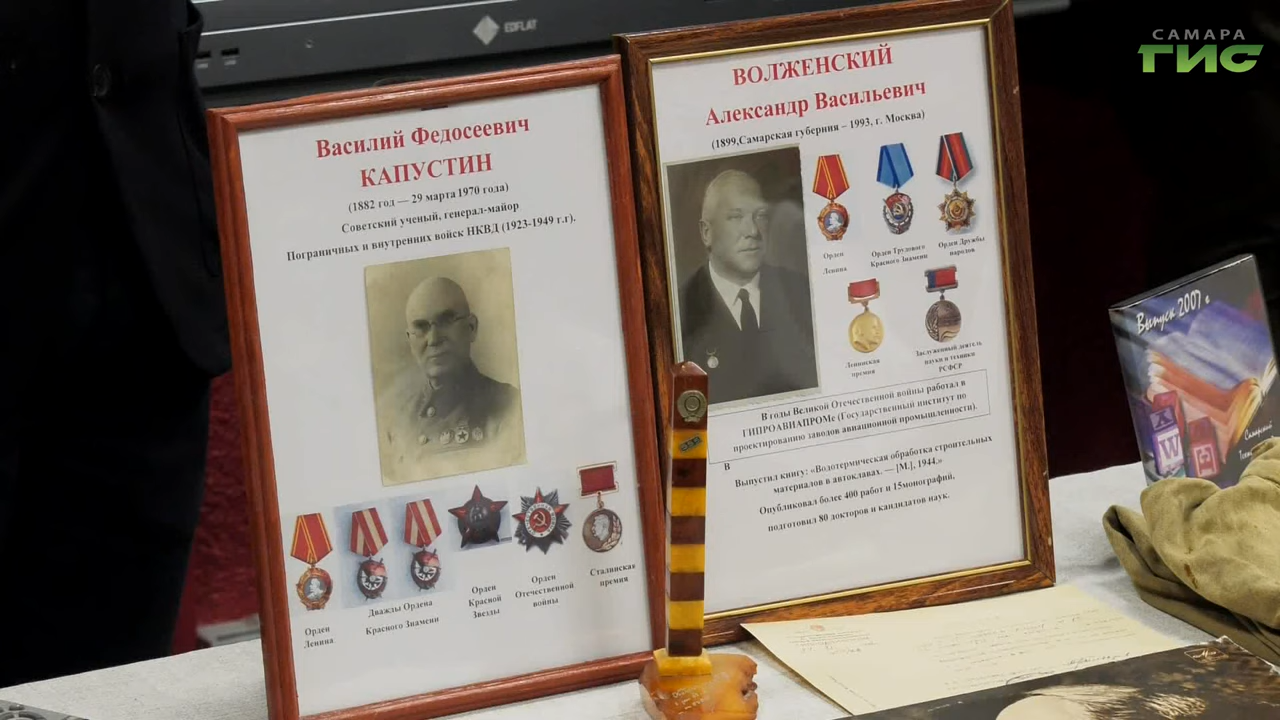 EDFLAT
САМАРА
ГИС
Василий Федосеевич
КАПУСТИН
(1882 год — 29 марта 1970 года)
Советский ученый, генерал-майор
Пограничных и внутренних войск НКВД (1923-1949 г.г).
Орден
Ленина
Дважды Ордена
Красного Знамени
Орден
Красной
Звезды
Орден
Отечественной
войны
Сталинская
премия
ВОЛЖЕНСКИЙ
Александр Васильевич
(1899,Самарская губерния – 1993, г. Москва)
Орден
Ленина
Орден Трудового
Красного Знамени
Орден Дружбы
народов
Ленинская
премия
Заслуженный деятель
науки и техники
РСФСР
В годы Великой Отечественной войны работал в
ГИПРОАВИАПРОМе (Государственный институт по
проектированию заводов авиационной промышленности).
В
Выпустил книгу: «Водотермическая обработка строительных
материалов в автоклавах. — [М.], 1944.»
Опубликовал более 400 работ и 15монографий,
подготовил 80 докторов и кандидатов наук.
Выпуск 2007 г
Самарский